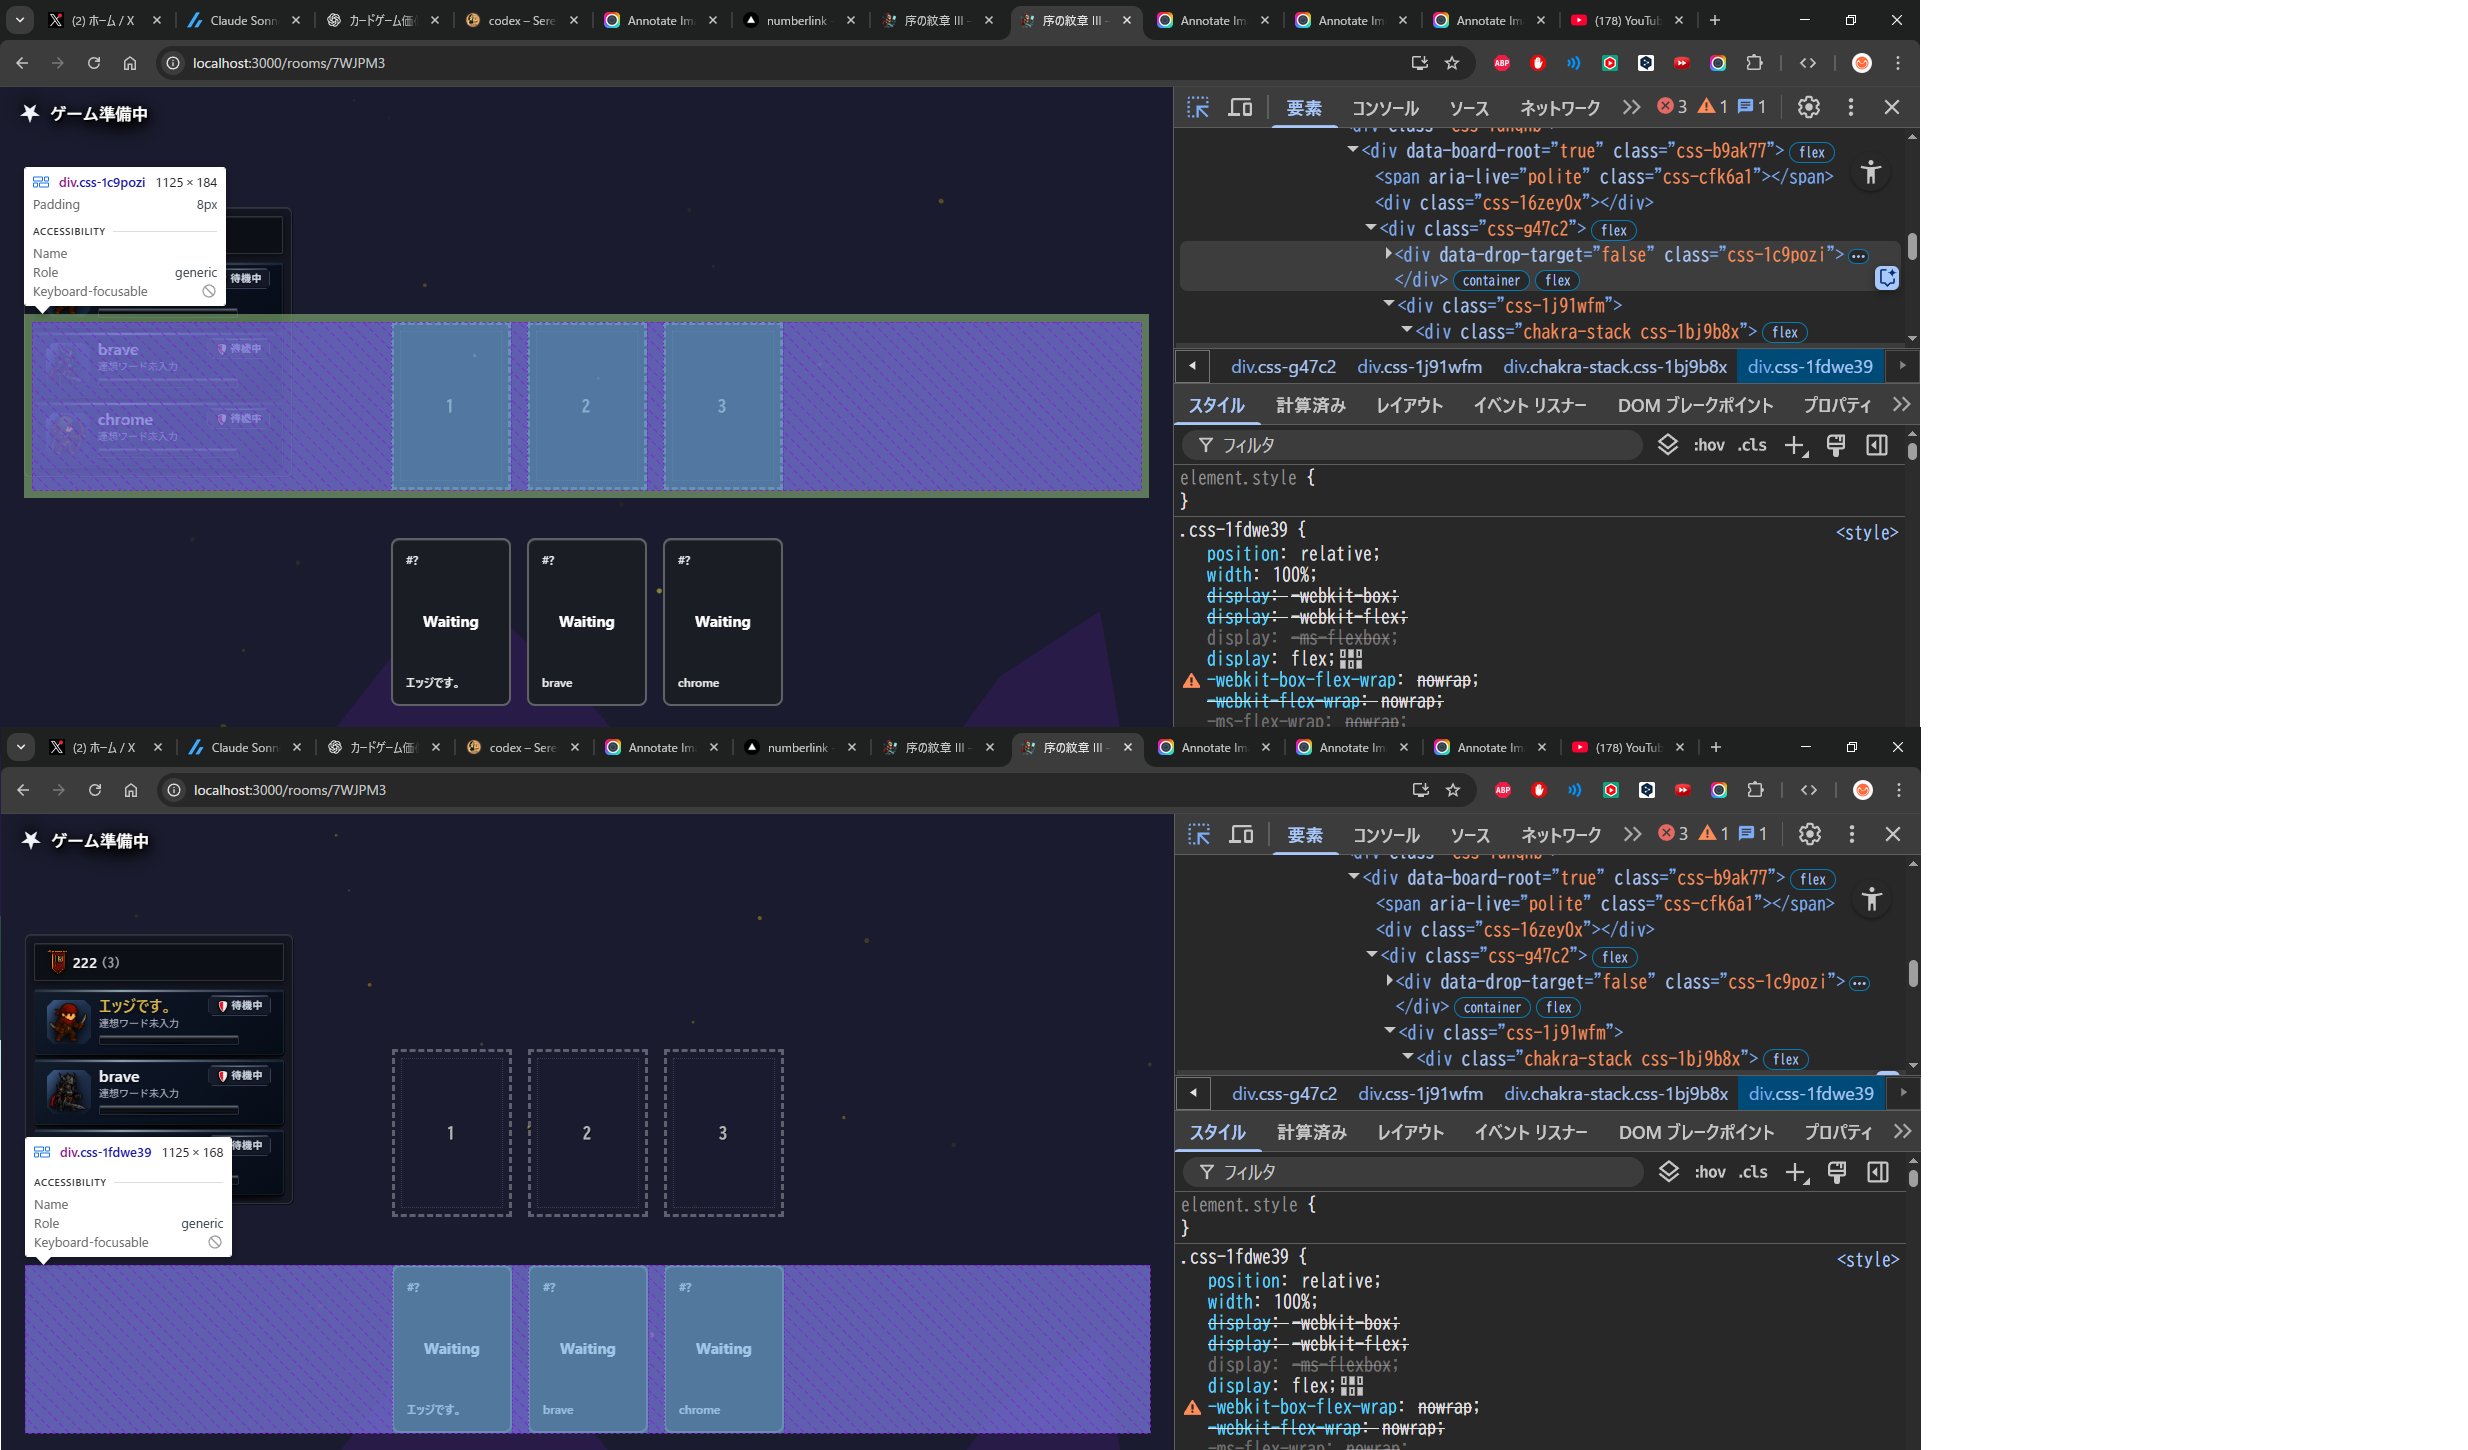 (2) ホーム / X
Claude Sonn
カードゲーム価
codex – Sere
Annotate Im
numberlink
序の紋章 III –
序の紋章 III –
Annotate Im
Annotate Im
Annotate Im
(178) YouTub
localhost:3000/rooms/7WJPM3
ABP
ゲーム準備中
要素
コンソール
ソース
ネットワーク
3
1
1
<div data-board-root="true" class="css-b9ak77"> flex
<span aria-live="polite" class="css-cfk6a1"></span>
<div class="css-16zey0x"></div>
<div class="css-g47c2"> flex
<div data-drop-target="false" class="css-1c9pozi">
</div> container flex
<div class="css-1j91wfm">
<div class="chakra-stack css-1bj9b8x"> flex
div.css-g47c2
div.css-1j91wfm
div.chakra-stack.css-1bj9b8x
div.css-1fdwe39
スタイル
計算済み
レイアウト
イベント リスナー
DOM ブレークポイント
プロパティ
フィルタ
:hov
.cls
element.style {
}
.css-1fdwe39 {
<style>
position: relative;
width: 100%;
display: -webkit-box;
display: -webkit-flex;
display: -ms-flexbox;
display: flex;
-webkit-box-flex-wrap: nowrap;
-webkit-flex-wrap: nowrap;
-ms-flex-wrap: nowrap;
div.css-1c9pozi 1125 × 184
Padding 8px
ACCESSIBILITY
Name
Role generic
Keyboard-focusable
待機中
brave
連想ワード未入力
待機中
chrome
連想ワード未入力
待機中
1
2
3
#?
#?
#?
Waiting
Waiting
Waiting
エッジです。
brave
chrome
(2) ホーム / X
Claude Sonn
カードゲーム価
codex – Sere
Annotate Im
numberlink
序の紋章 III –
序の紋章 III –
Annotate Im
Annotate Im
Annotate Im
(178) YouTub
localhost:3000/rooms/7WJPM3
ABP
ゲーム準備中
222 (3)
エッジです。
連想ワード未入力
待機中
brave
連想ワード未入力
待機中
待機中
div.css-1fdwe39 1125 × 168
ACCESSIBILITY
Name
Role generic
Keyboard-focusable
1
2
3
#?
#?
#?
Waiting
Waiting
Waiting
エッジです。
brave
chrome
要素
コンソール
ソース
ネットワーク
3
1
1
<div data-board-root="true" class="css-b9ak77"> flex
<span aria-live="polite" class="css-cfk6a1"></span>
<div class="css-16zey0x"></div>
<div class="css-g47c2"> flex
<div data-drop-target="false" class="css-1c9pozi">
</div> container flex
<div class="css-1j91wfm">
<div class="chakra-stack css-1bj9b8x"> flex
div.css-g47c2
div.css-1j91wfm
div.chakra-stack.css-1bj9b8x
div.css-1fdwe39
スタイル
計算済み
レイアウト
イベント リスナー
DOM ブレークポイント
プロパティ
フィルタ
:hov
.cls
element.style {
}
.css-1fdwe39 {
<style>
position: relative;
width: 100%;
display: -webkit-box;
display: -webkit-flex;
display: -ms-flexbox;
display: flex;
-webkit-box-flex-wrap: nowrap;
-webkit-flex-wrap: nowrap;